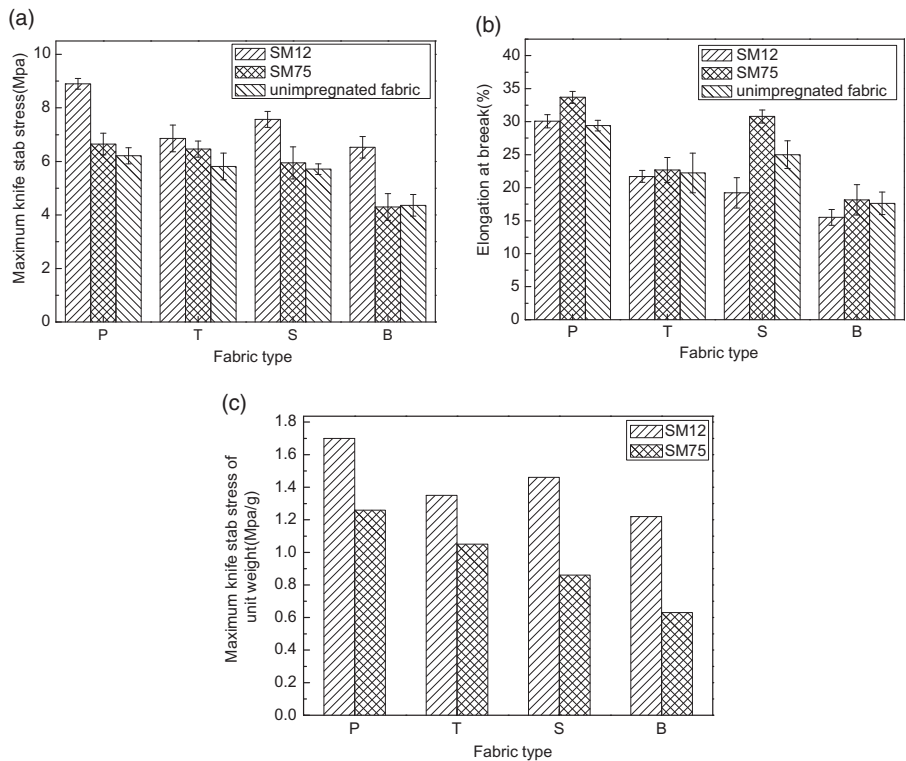 (a)
10
8
6
4
2
0
Maximum knife stab stress(Mpa)
SM12
SM75
unimpregnated fabric
P T S B
Fabric type
(b)
40
35
30
25
20
15
10
5
0
Elongation at breeak(%)
SM12
SM75
unimpregnated fabric
P T S B
Fabric type
(c)
1.8
1.6
1.4
1.2
1.0
0.8
0.6
0.4
0.2
0.0
Maximum knife stab stress of
unit weight(Mpa/g)
SM12
SM75
P T S B
Fabric type